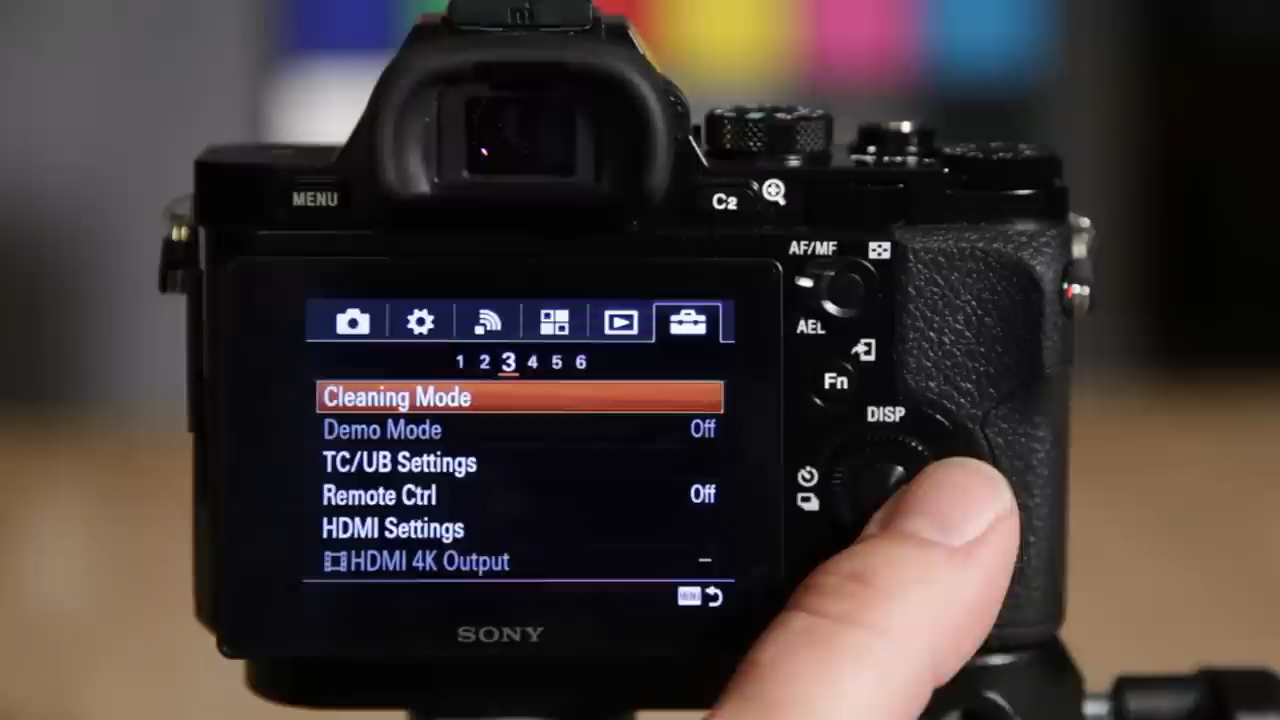 MENU
C2
AF/MF
AEL
Fn
DISP
1 2 3 4 5 6
Cleaning Mode
Demo Mode Off
TC/UB Settings
Remote Ctrl Off
HDMI Settings
HDMI 4K Output –
MENU
SONY